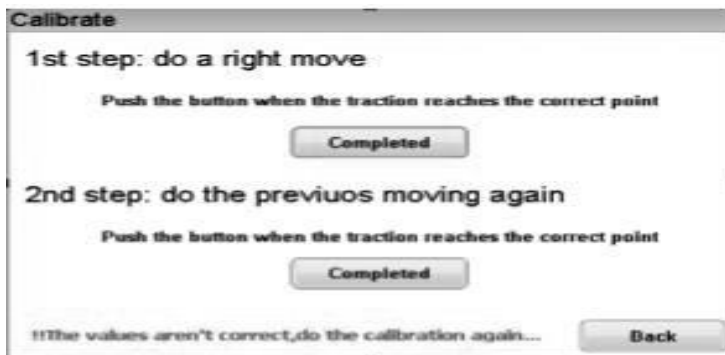 Calibrate
1st step: do a right move
Push the button when the traction reaches the correct point
Completed
2nd step: do the previuos moving again
Push the button when the traction reaches the correct point
Completed
!!The values aren't correct,do the calibration again...
Back